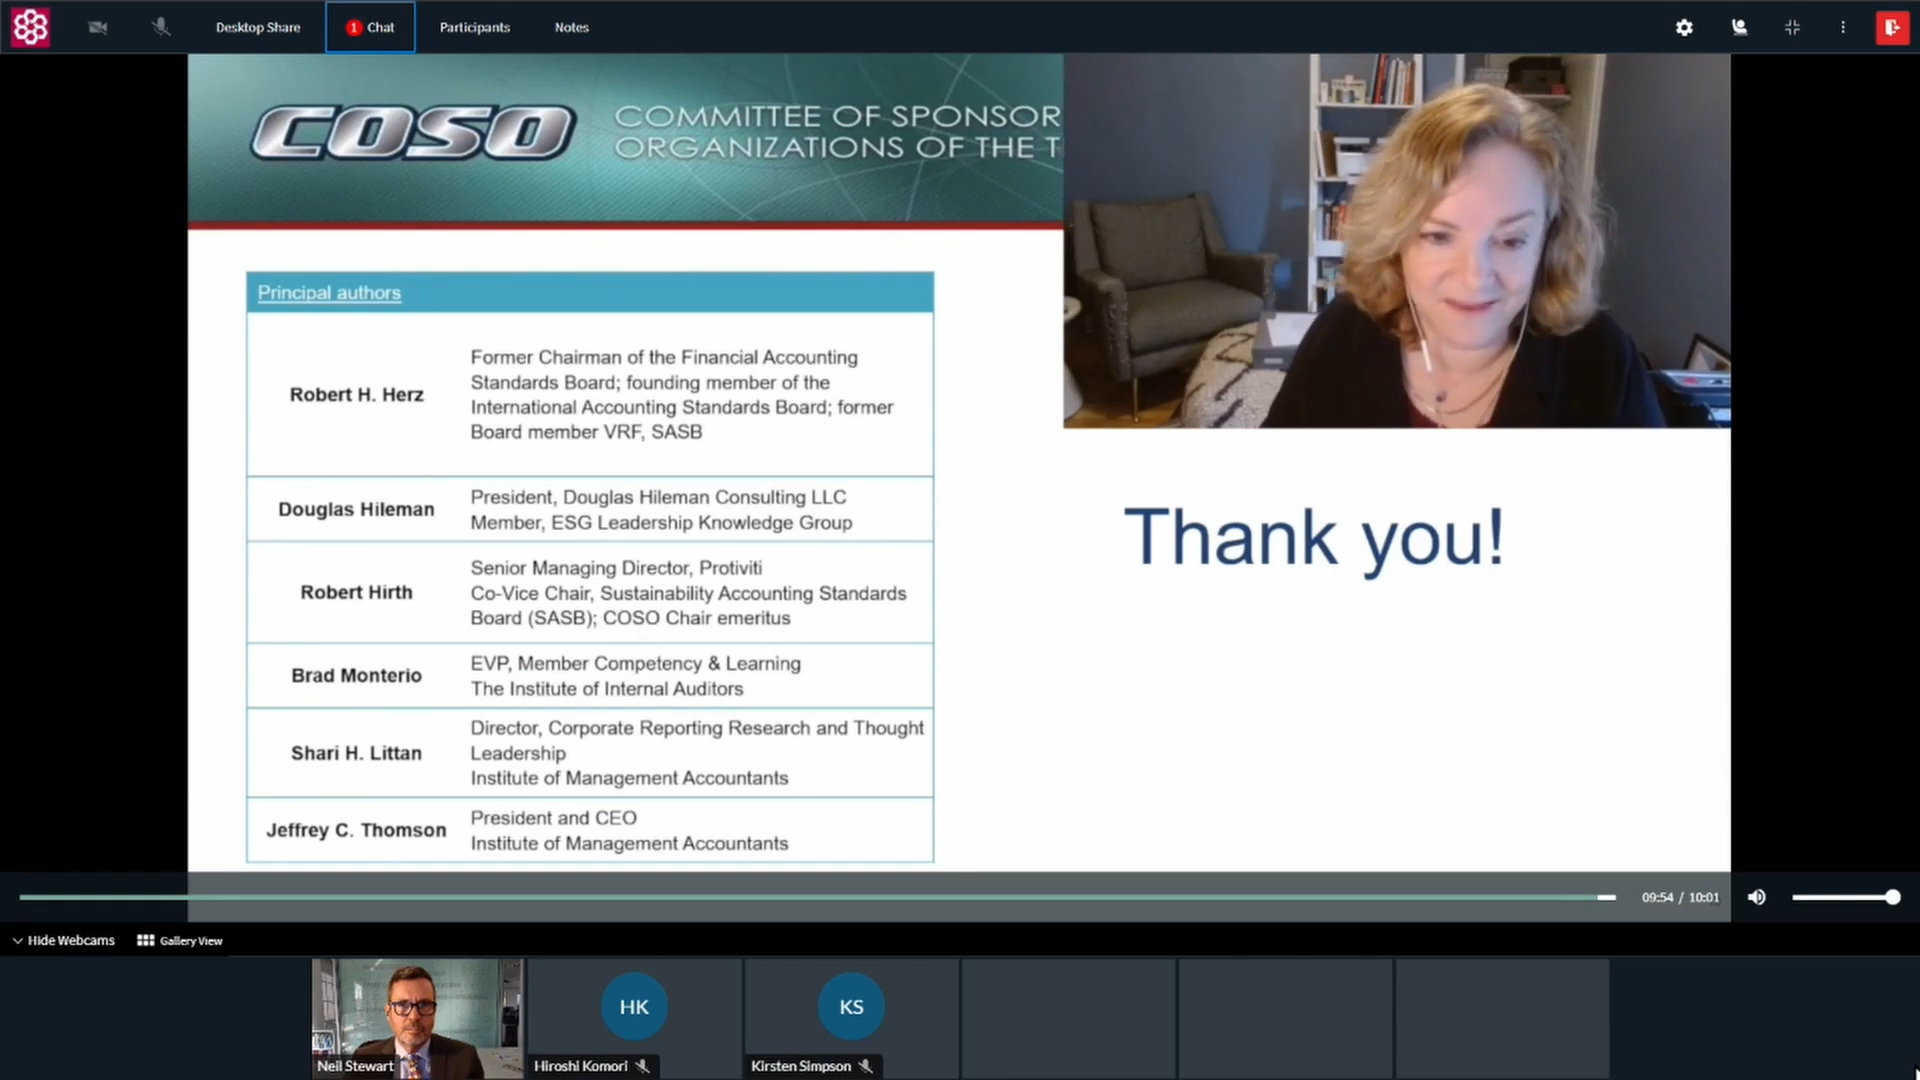 Desktop Share
1 Chat
Participants
Notes
COSO
COMMITTEE OF SPONSOR
ORGANIZATIONS OF THE T
Principal authors
Robert H. Herz
Former Chairman of the Financial Accounting
Standards Board; founding member of the
International Accounting Standards Board; former
Board member VRF, SASB
Douglas Hileman
President, Douglas Hileman Consulting LLC
Member, ESG Leadership Knowledge Group
Robert Hirth
Senior Managing Director, Protiviti
Co-Vice Chair, Sustainability Accounting Standards
Board (SASB); COSO Chair emeritus
Brad Monterio
EVP, Member Competency & Learning
The Institute of Internal Auditors
Shari H. Littan
Director, Corporate Reporting Research and Thought
Leadership
Institute of Management Accountants
Jeffrey C. Thomson
President and CEO
Institute of Management Accountants
Thank you!
09:54 / 10:01
Hide Webcams
Gallery View
Neil Stewart
HK
Hiroshi Komori
KS
Kirsten Simpson